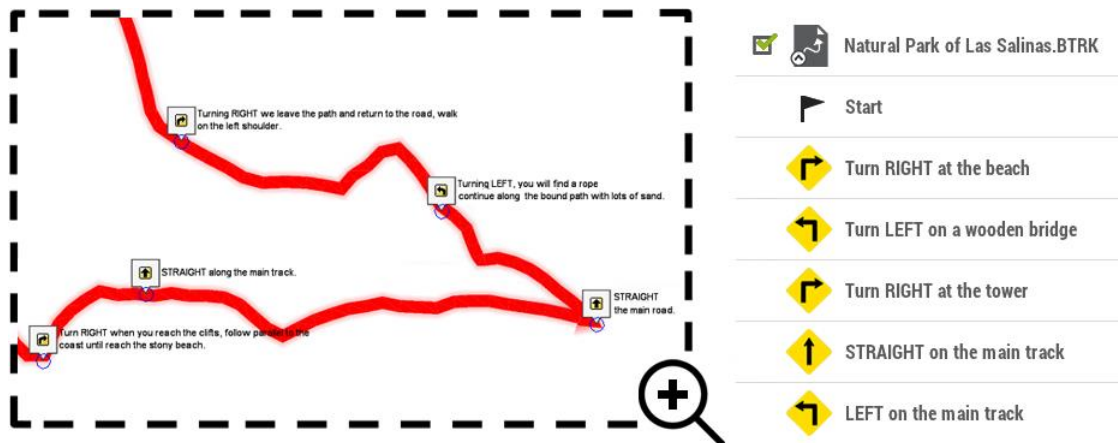 Turning RIGHT we leave the path and return to the road, walk
on the left shoulder.
Turning LEFT, you will find a rope
continue along the bound path with lots of sand.
STRAIGHT along the main track.
STRAIGHT
the main road.
Turn RIGHT when you reach the clifts, follow parallel to the
coast until reach the stony beach.
Natural Park of Las Salinas.BTRK
Start
Turn RIGHT at the beach
Turn LEFT on a wooden bridge
Turn RIGHT at the tower
STRAIGHT on the main track
LEFT on the main track